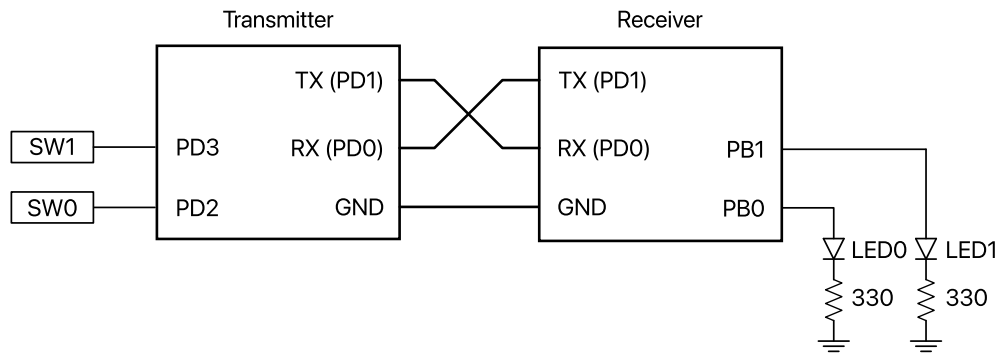 Transmitter
Receiver
TX (PD1)
TX (PD1)
SW1
PD3
RX (PD0)
RX (PD0)
PB1
SW0
PD2
GND
GND
PB0
LED0
LED1
330
330